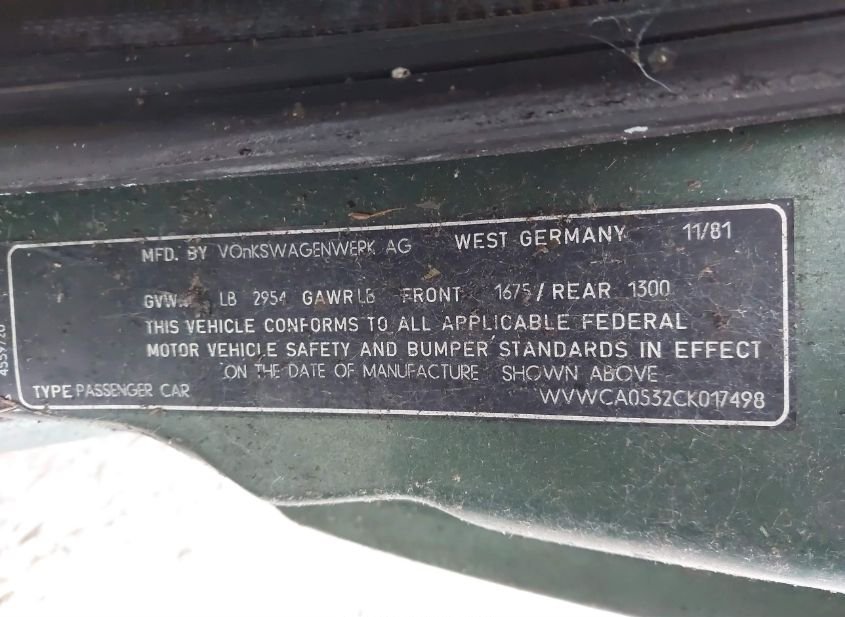 MFD. BY VOnKSWAGENWERK AG WEST GERMANY 11/81
GVW LB 2954 GAWR LB FRONT 1675/REAR 1300
THIS VEHICLE CONFORMS TO ALL APPLICABLE FEDERAL
MOTOR VEHICLE SAFETY AND BUMPER STANDARDS IN EFFECT
ON THE DATE OF MANUFACTURE SHOWN ABOVE
TYPE PASSENGER CAR WVWCA0532CK017498